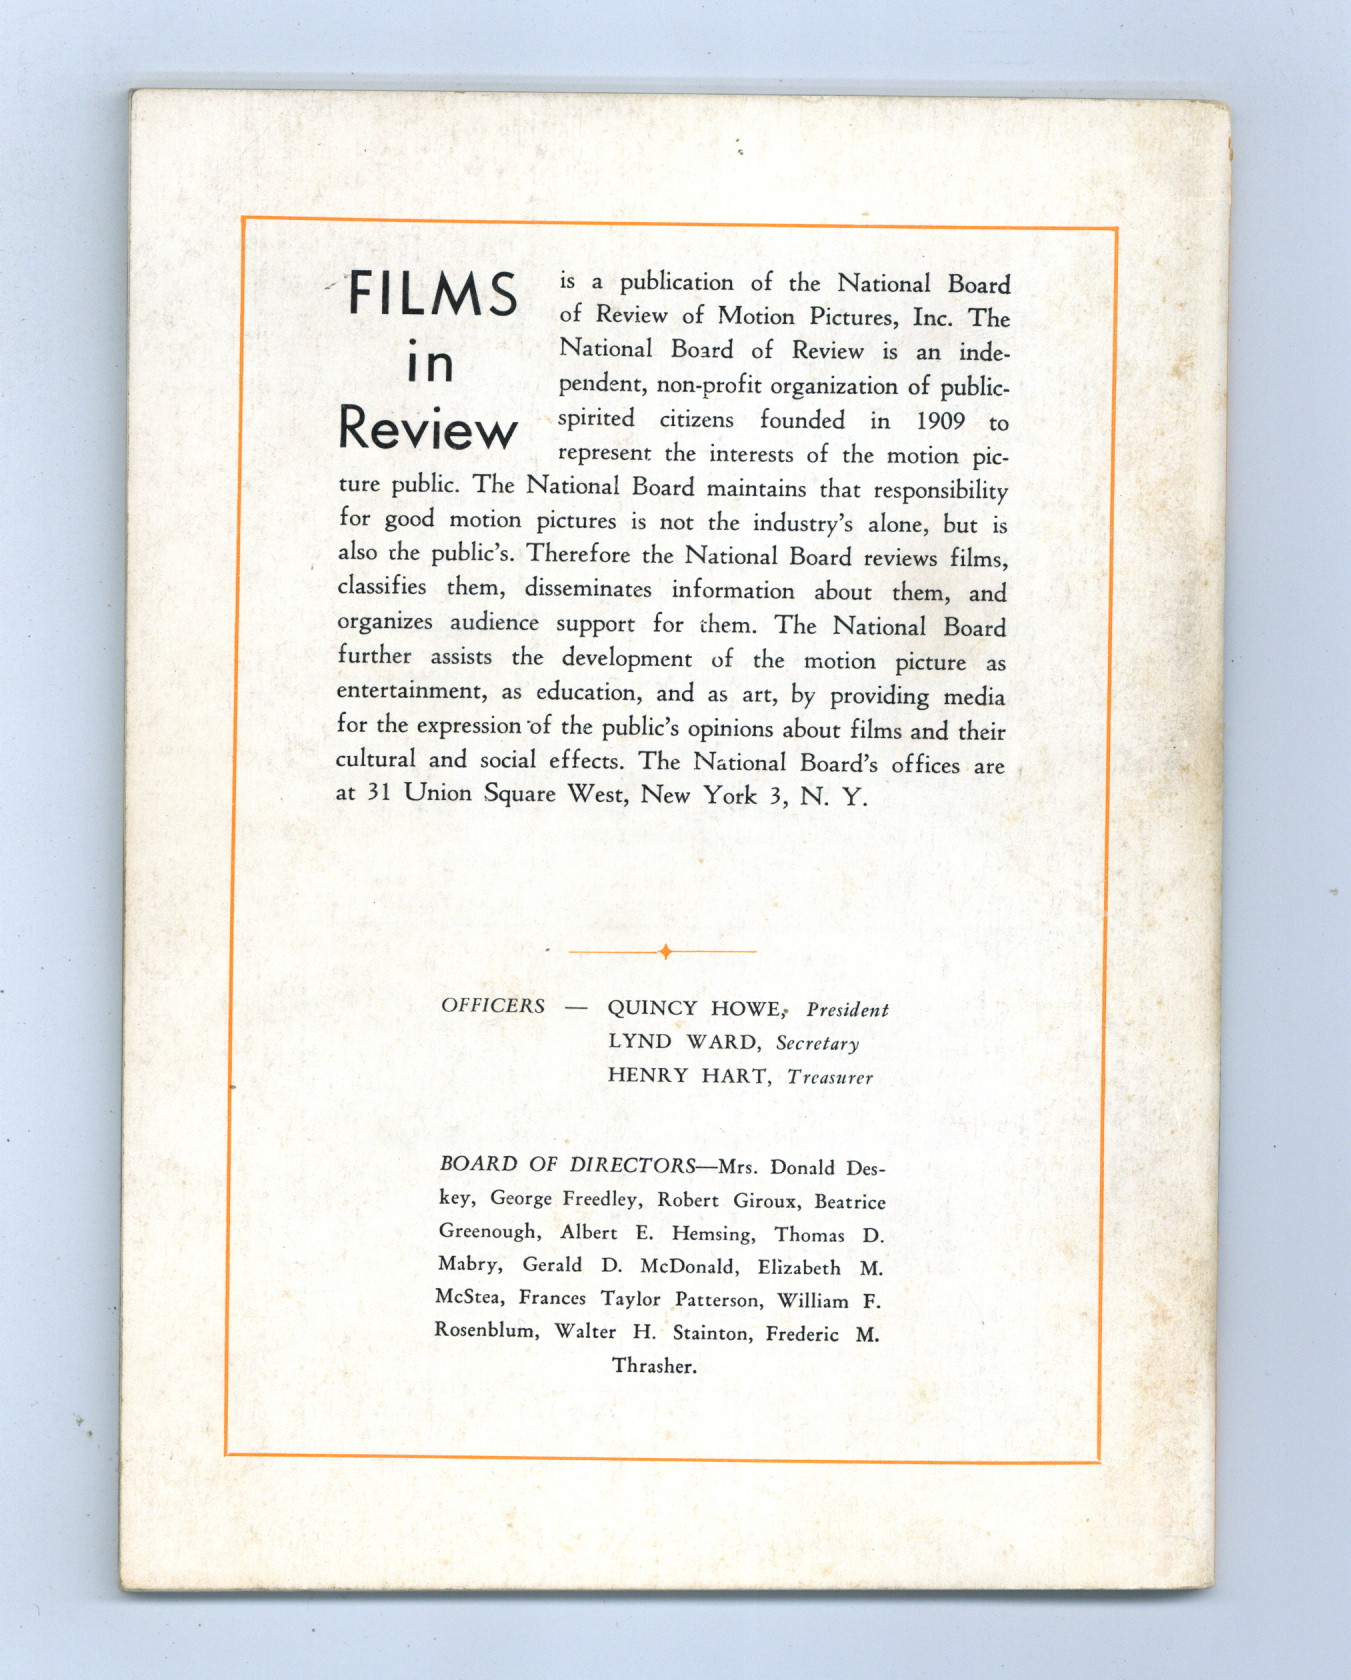 FILMS
in
Review
is a publication of the National Board
of Review of Motion Pictures, Inc. The
National Board of Review is an inde-
pendent, non-profit organization of public-
spirited citizens founded in 1909 to
represent the interests of the motion pic-
ture public. The National Board maintains that responsibility
for good motion pictures is not the industry's alone, but is
also the public's. Therefore the National Board reviews films,
classifies them, disseminates information about them, and
organizes audience support for them. The National Board
further assists the development of the motion picture as
entertainment, as education, and as art, by providing media
for the expression of the public's opinions about films and their
cultural and social effects. The National Board's offices are
at 31 Union Square West, New York 3, N. Y.
OFFICERS — QUINCY HOWE, President
LYND WARD, Secretary
HENRY HART, Treasurer
BOARD OF DIRECTORS—Mrs. Donald Des-
key, George Freedley, Robert Giroux, Beatrice
Greenough, Albert E. Hemsing, Thomas D.
Mabry, Gerald D. McDonald, Elizabeth M.
McStea, Frances Taylor Patterson, William F.
Rosenblum, Walter H. Stainton, Frederic M.
Thrasher.